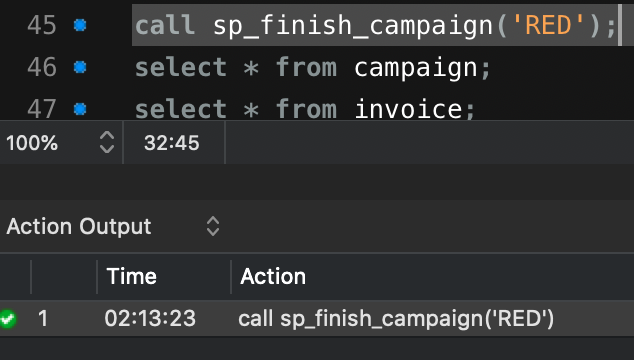 45 call sp_finish_campaign('RED');
46 select * from campaign;
47 select * from invoice;
100% 32:45
Action Output
Time Action
1 02:13:23 call sp_finish_campaign('RED')